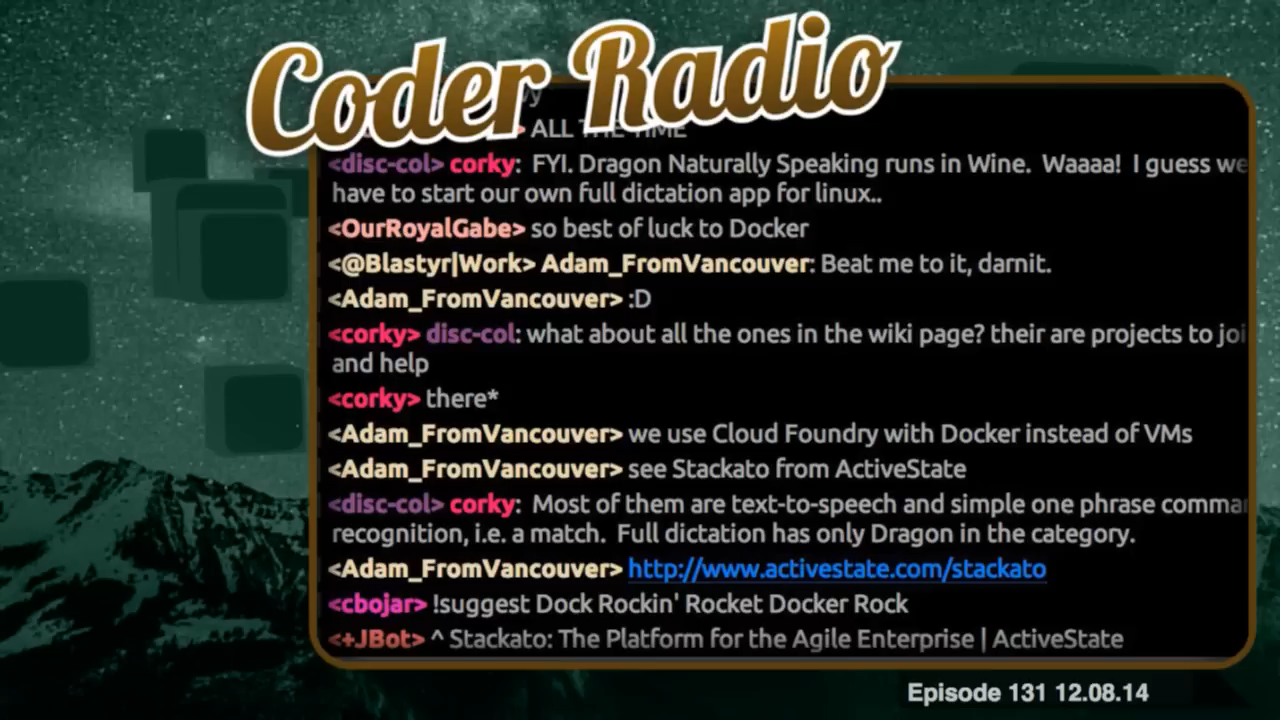 Coder Radio
ALL THE TIME
<disc-col> corky: FYI. Dragon Naturally Speaking runs in Wine. Waaaa! I guess we
have to start our own full dictation app for linux..
<OurRoyalGabe> so best of luck to Docker
<@Blastyr|Work> Adam_FromVancouver: Beat me to it, darnit.
<Adam_FromVancouver> :D
<corky> disc-col: what about all the ones in the wiki page? their are projects to joi
and help
<corky> there*
<Adam_FromVancouver> we use Cloud Foundry with Docker instead of VMs
<Adam_FromVancouver> see Stackato from ActiveState
<disc-col> corky: Most of them are text-to-speech and simple one phrase comma
recognition, i.e. a match. Full dictation has only Dragon in the category.
<Adam_FromVancouver> http://www.activestate.com/stackato
<cbojar> !suggest Dock Rockin' Rocket Docker Rock
<+JBot> ^ Stackato: The Platform for the Agile Enterprise | ActiveState
Episode 131 12.08.14